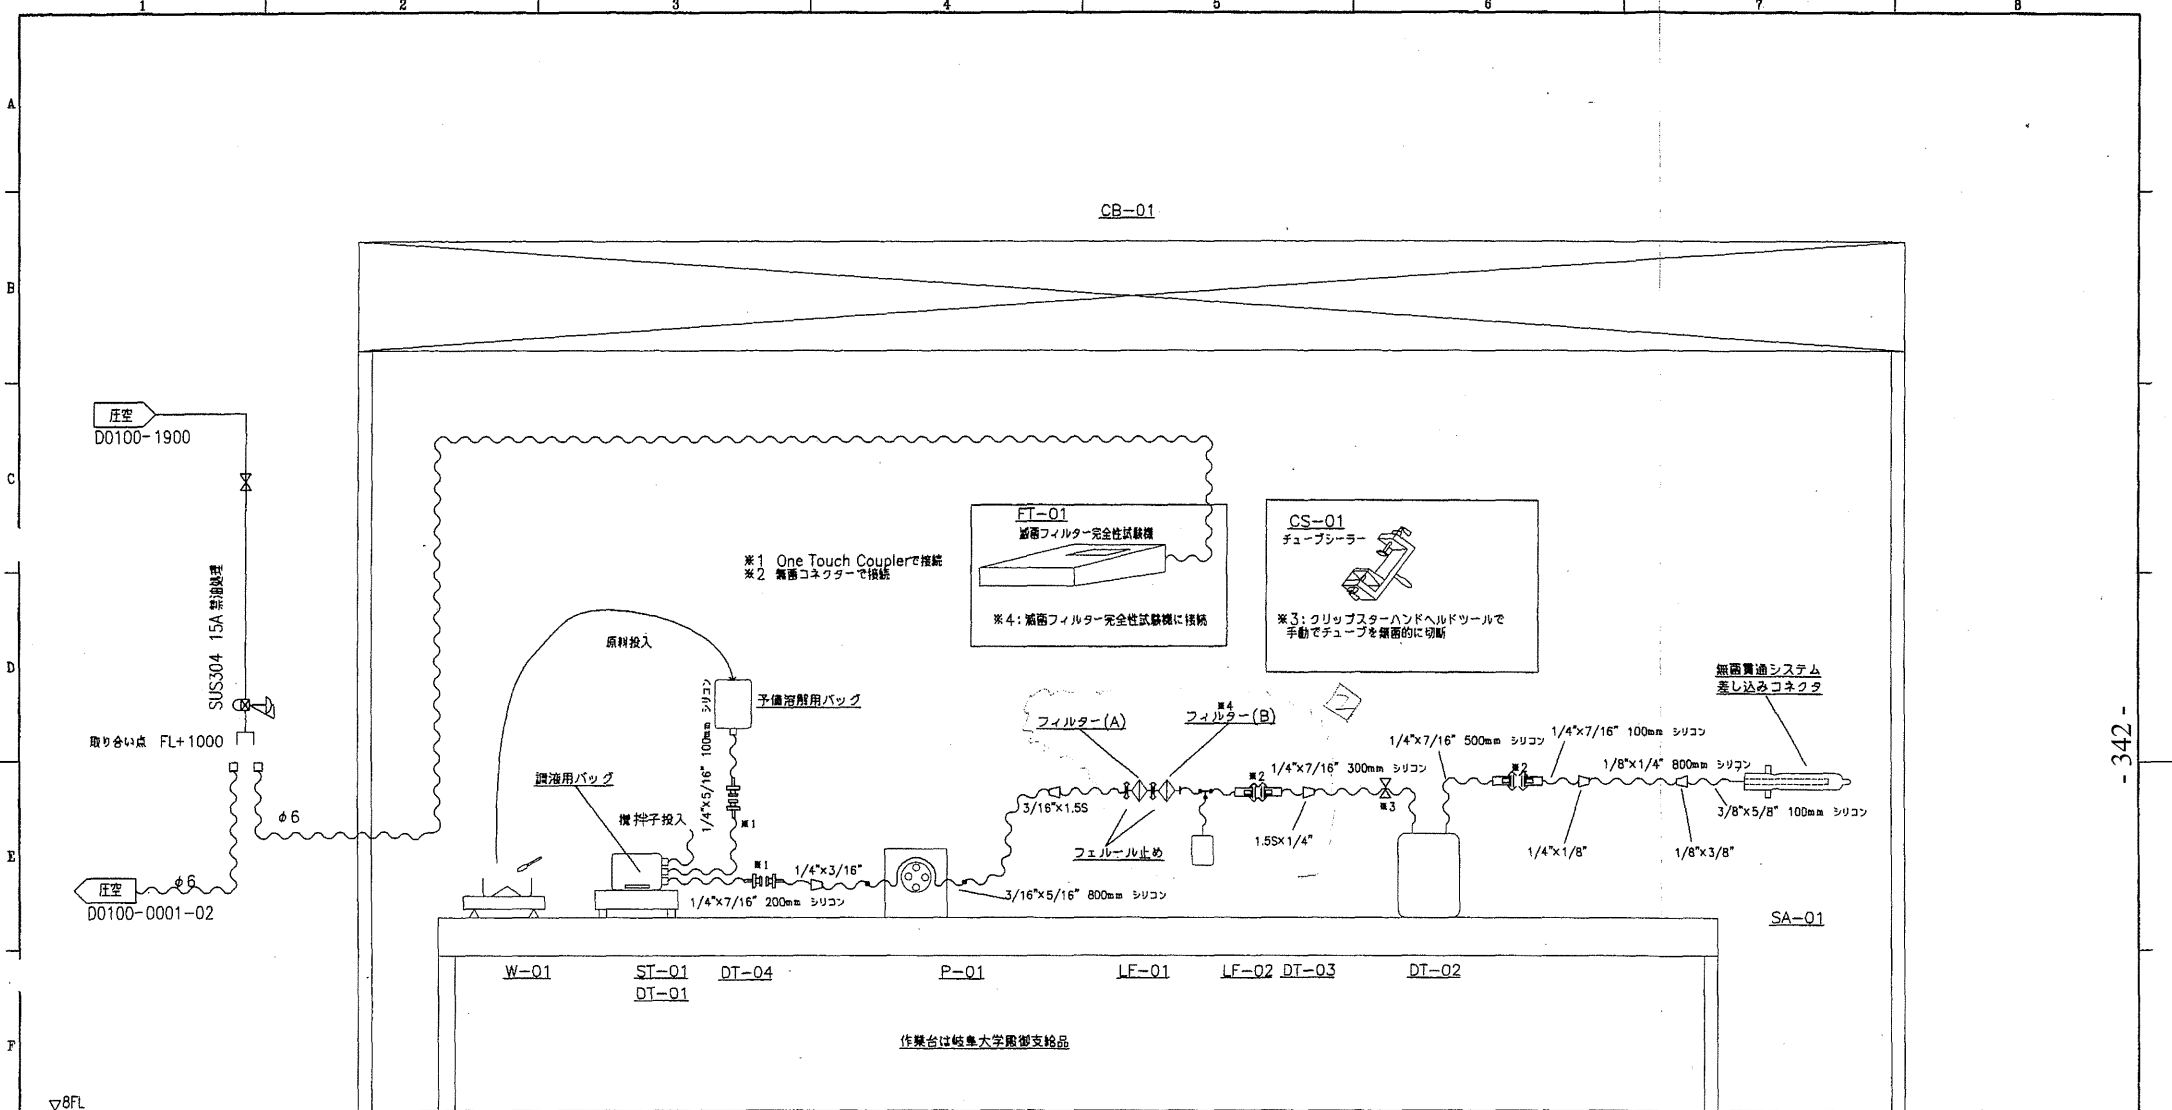 1 2 3 4 5 6 7 8
A
B
C
D
E
F
CB-01
圧空
D0100-1900
SUS304 15A 禁油処理
取り合い点 FL+1000
φ6
φ6
圧空
D0100-0001-02
※1 One Touch Couplerで接続
※2 無菌コネクターで接続
FT-01
滅菌フィルター完全性試験機
※4:滅菌フィルター完全性試験機に接続
CS-01
チューブシーラー
※3:クリップスターハンドヘルドツールで
手動でチューブを無菌的に切断
原料投入
予備溶解用バッグ
1/4"×5/16" 100mm シリコン
※1
調液用バッグ
攪拌子投入
※1
1/4"×3/16"
1/4"×7/16" 200mm シリコン
3/16"×5/16" 800mm シリコン
3/16"×1.5S
フィルター(A)
※4
フィルター(B)
フェルール止め
※2
1/4"×7/16" 300mm シリコン
1.5S×1/4"
※3
1/4"×7/16" 500mm シリコン
※2
1/4"×7/16" 100mm シリコン
1/8"×1/4" 800mm シリコン
1/4"×1/8"
1/8"×3/8"
3/8"×5/8" 100mm シリコン
無菌貫通システム
差し込みコネクタ
2
SA-01
W-01
ST-01
DT-01
DT-04
P-01
LF-01
LF-02
DT-03
DT-02
作業台は岐阜大学殿御支給品
▽8FL
- 342 -